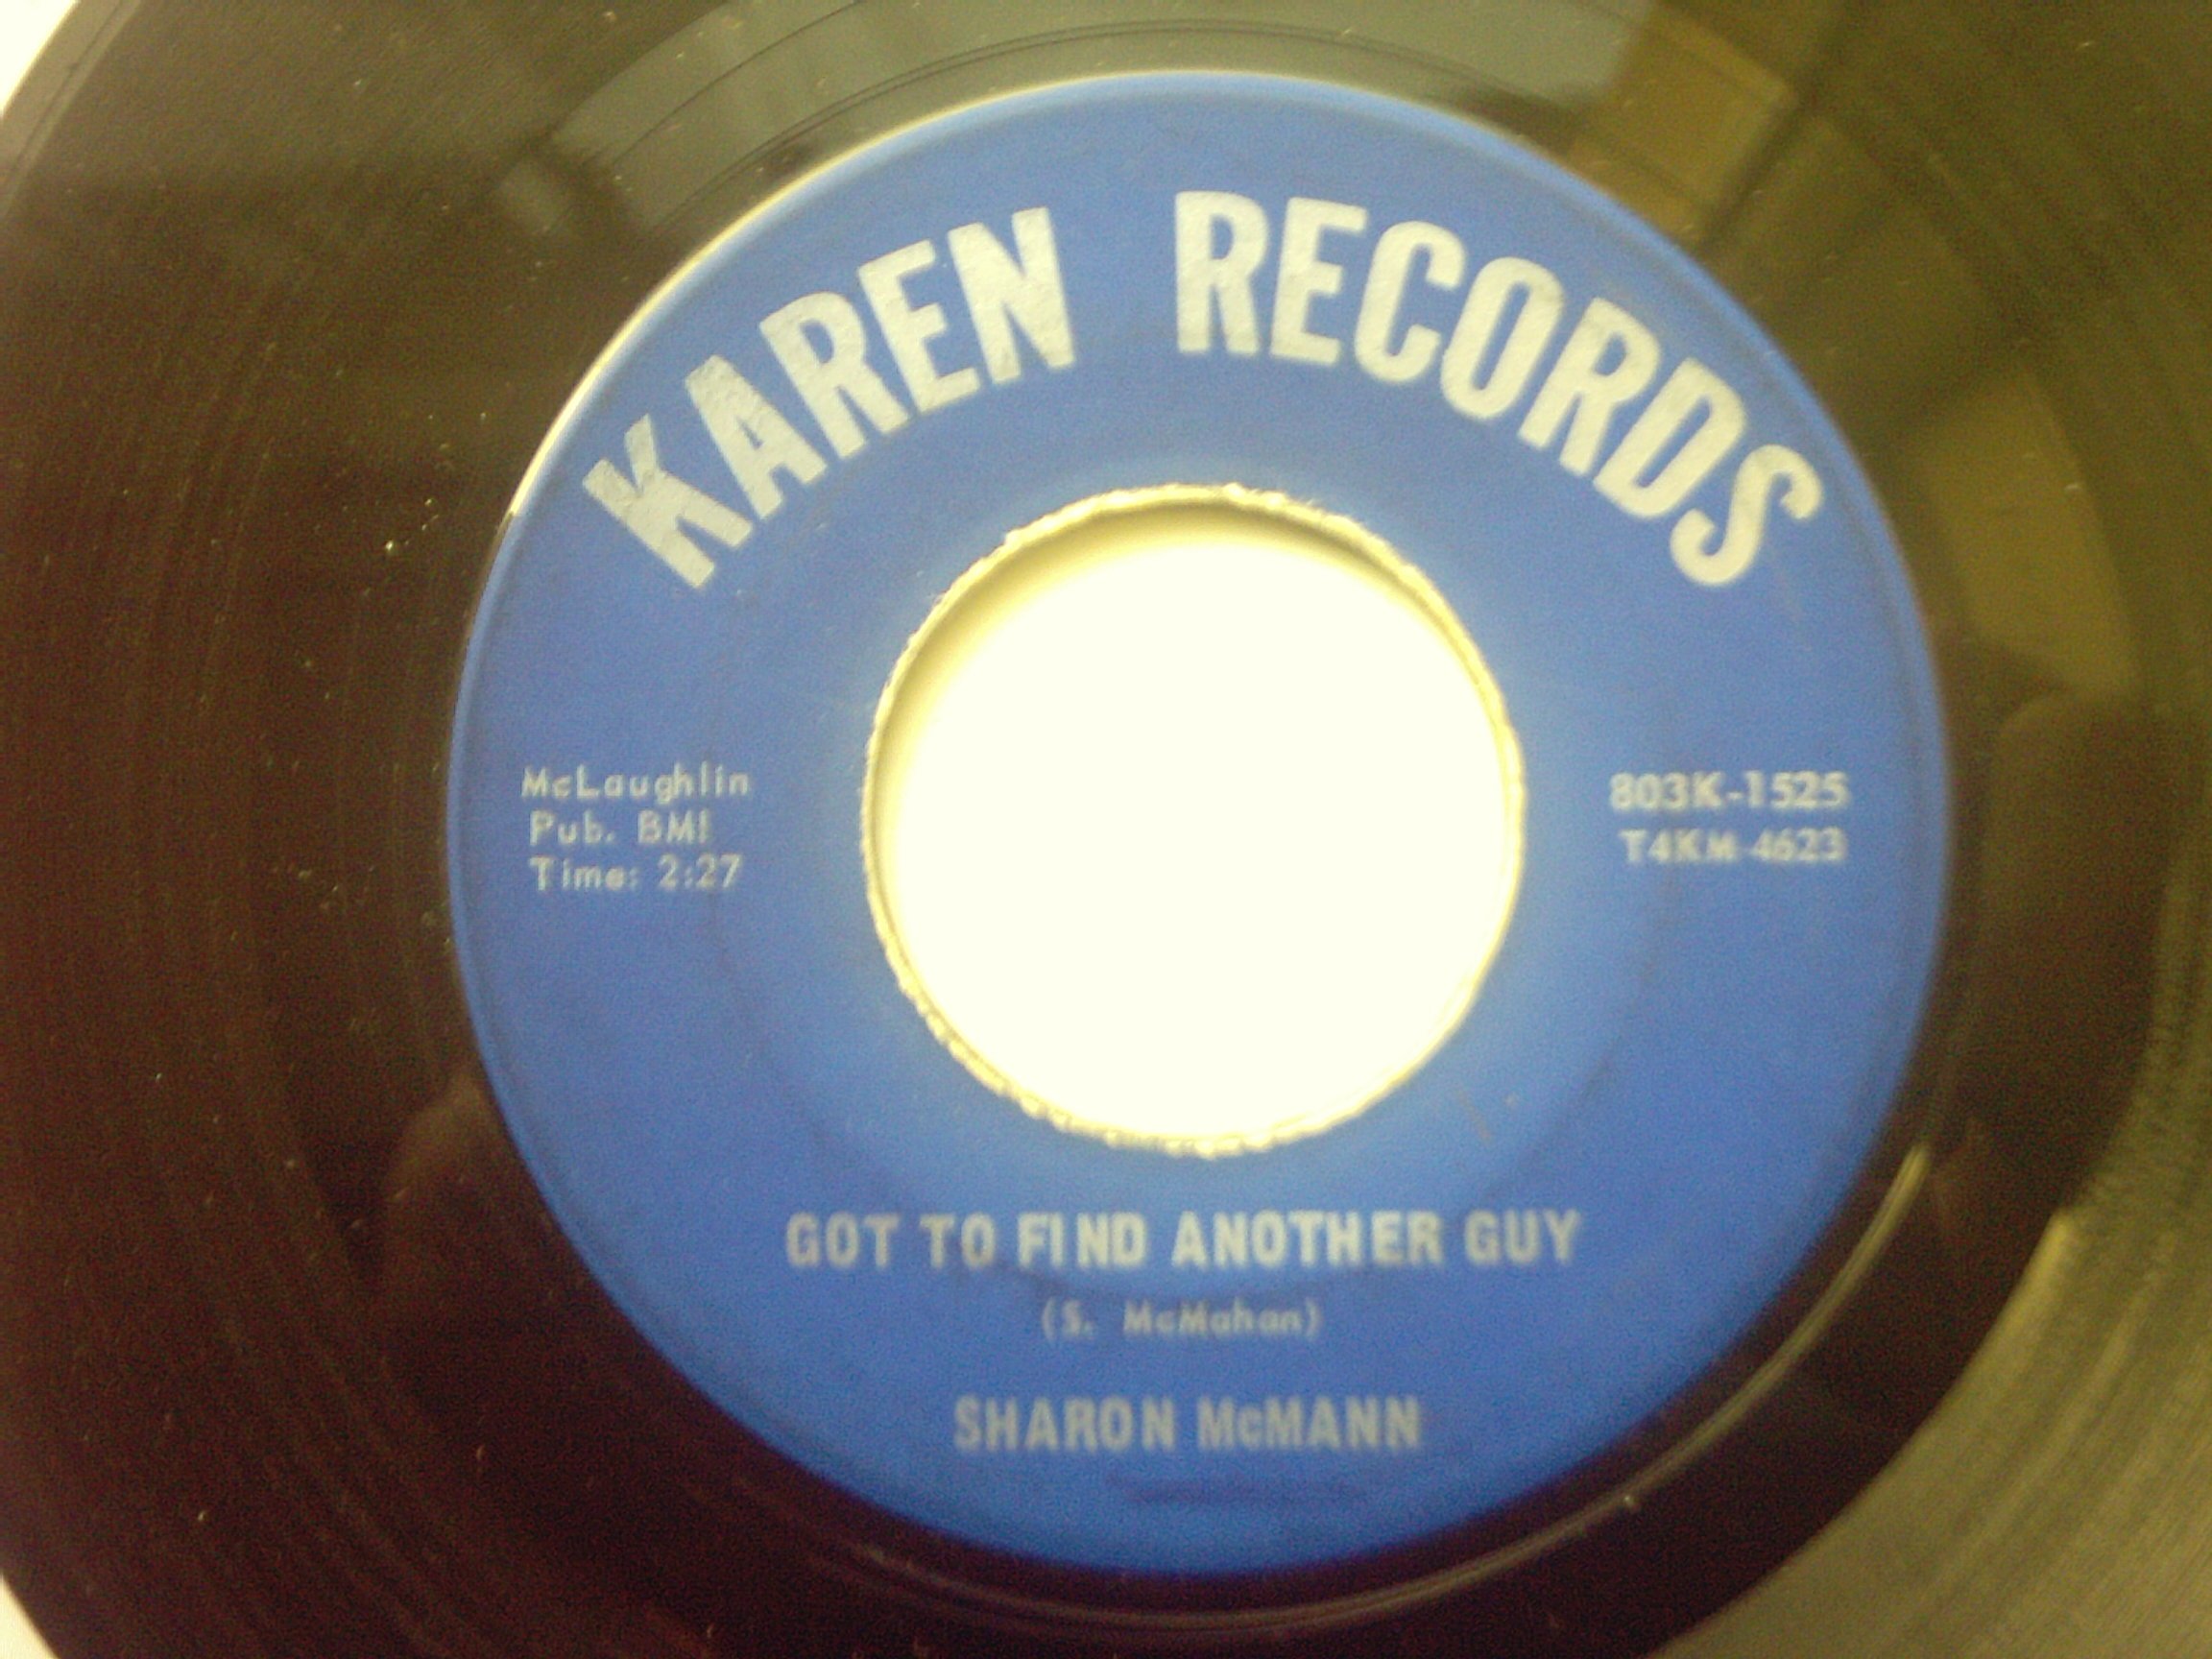 KAREN RECORDS
McLaughlin
Pub. BMI
Time: 2:27
803K-1525
T4KM-4623
GOT TO FIND ANOTHER GUY
(S. McMahan)
SHARON McMANN